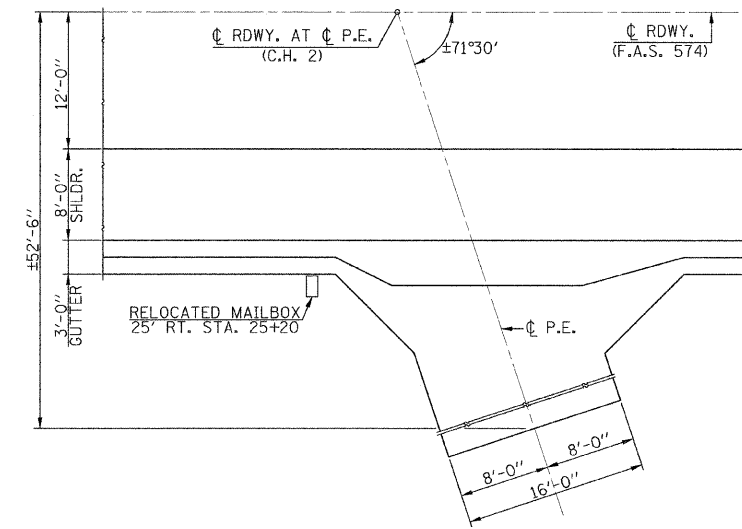 ℄ RDWY. AT ℄ P.E.
(C.H. 2)
±71°30'
℄ RDWY.
(F.A.S. 574)
12'-0"
8'-0"
SHLDR.
±52'-6"
3'-0"
GUTTER
RELOCATED MAILBOX
25' RT. STA. 25+20
℄ P.E.
8'-0"
8'-0"
16'-0"